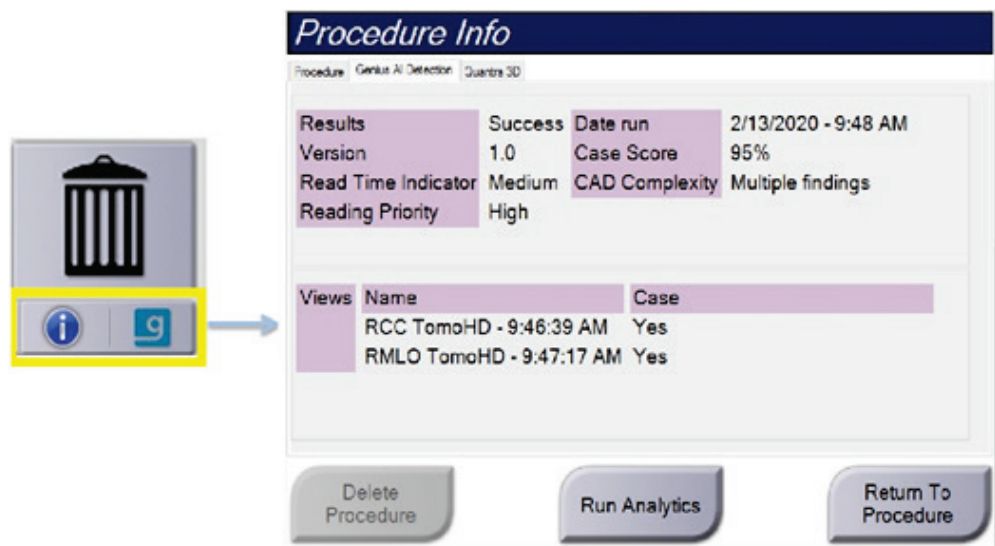 Procedure Info
Procedure Genius AI Detection Quantra 3D
Results Success Date run 2/13/2020 - 9:48 AM
Version 1.0 Case Score 95%
Read Time Indicator Medium CAD Complexity Multiple findings
Reading Priority High
i g
Views Name Case
RCC TomoHD - 9:46:39 AM Yes
RMLO TomoHD - 9:47:17 AM Yes
Delete Procedure Run Analytics Return To Procedure